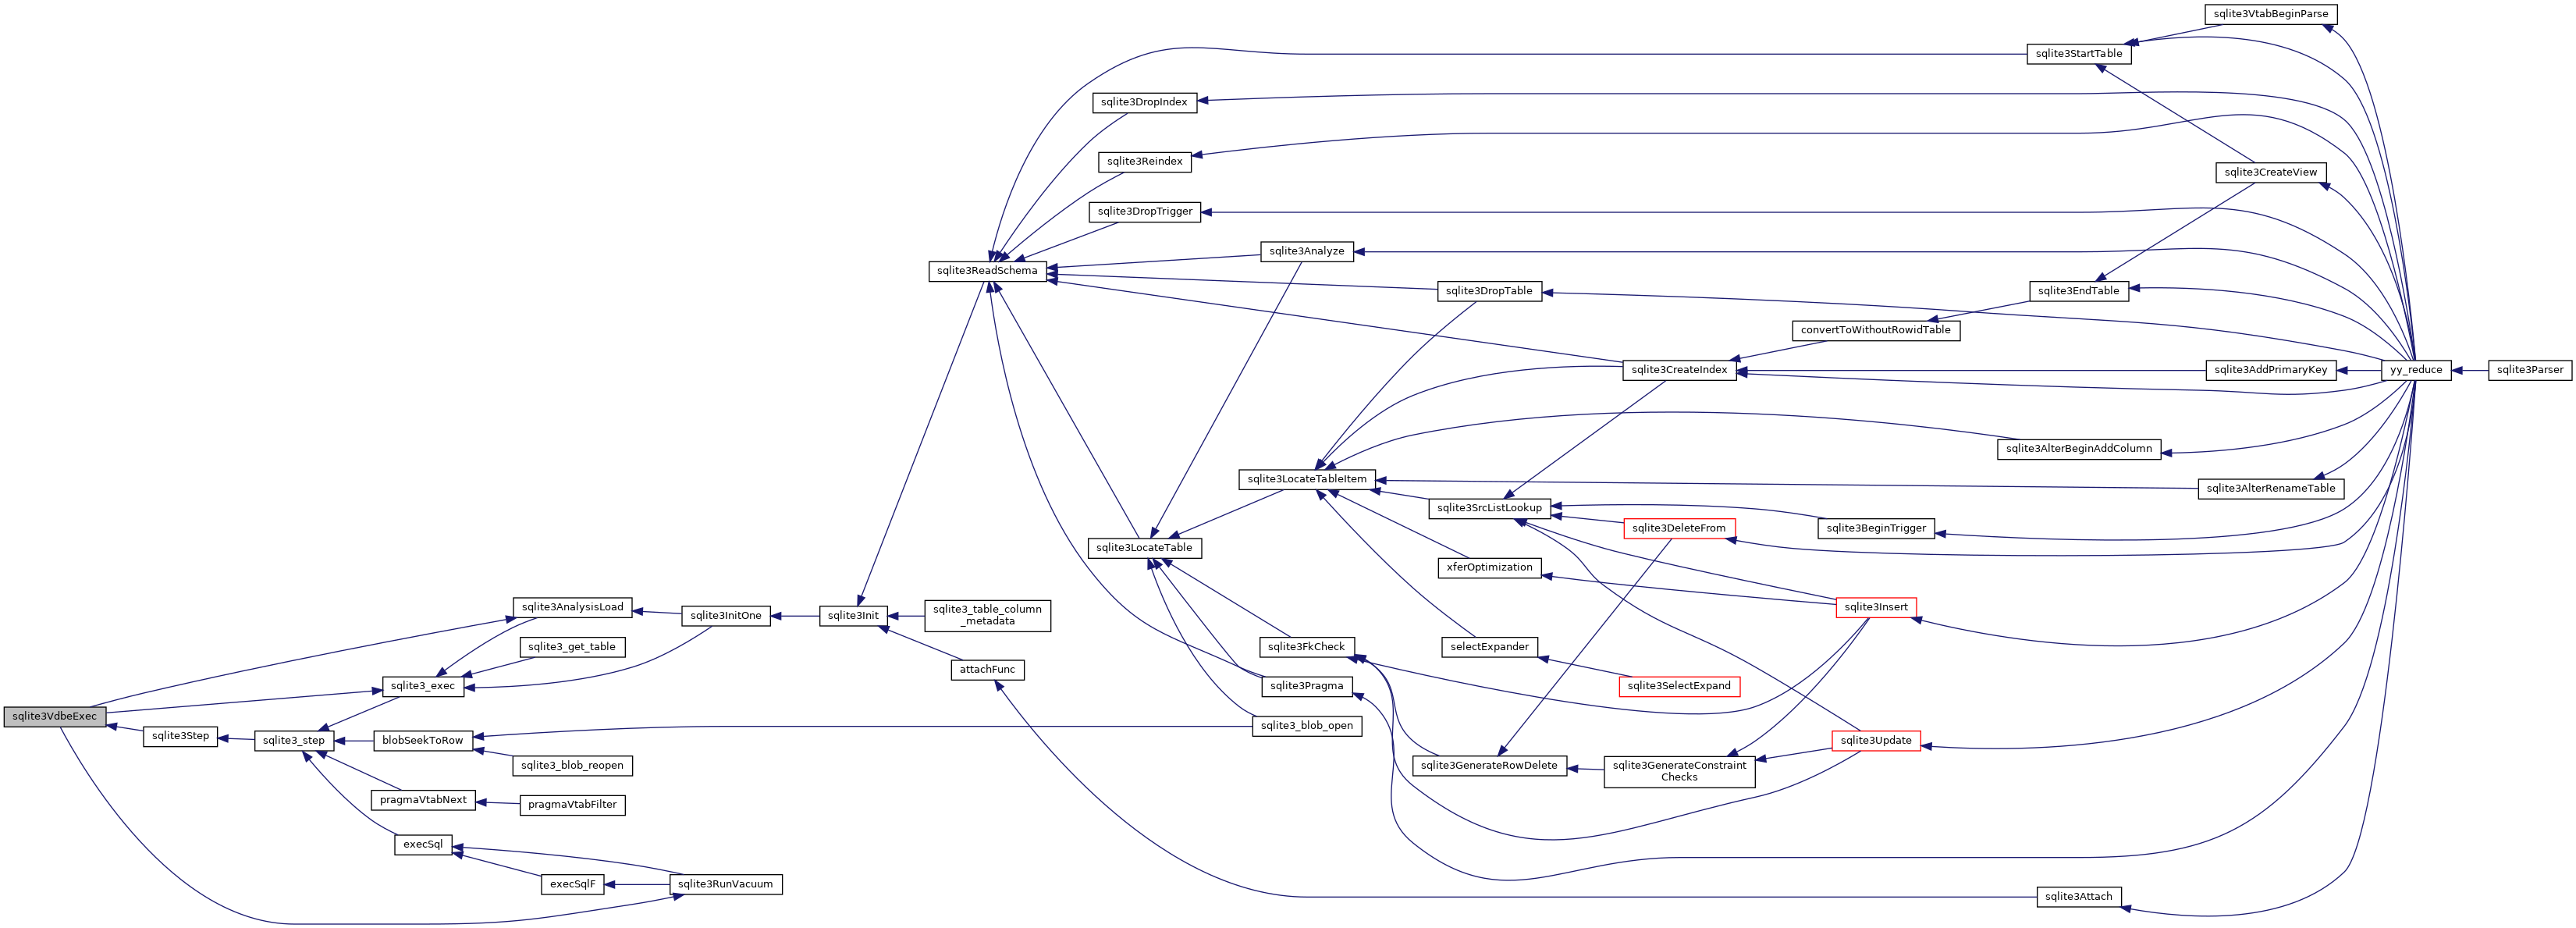 sqlite3VtabBeginParse
sqlite3StartTable
sqlite3DropIndex
sqlite3Reindex
sqlite3CreateView
sqlite3DropTrigger
sqlite3Analyze
sqlite3ReadSchema
sqlite3DropTable
sqlite3EndTable
convertToWithoutRowidTable
sqlite3CreateIndex
sqlite3AddPrimaryKey
yy_reduce
sqlite3Parser
sqlite3AlterBeginAddColumn
sqlite3LocateTableItem
sqlite3AlterRenameTable
sqlite3SrcListLookup
sqlite3DeleteFrom
sqlite3BeginTrigger
sqlite3LocateTable
xferOptimization
sqlite3AnalysisLoad
sqlite3InitOne
sqlite3Init
sqlite3_table_column
_metadata
sqlite3Insert
sqlite3_get_table
sqlite3FkCheck
selectExpander
attachFunc
sqlite3_exec
sqlite3Pragma
sqlite3SelectExpand
sqlite3VdbeExec
sqlite3Step
sqlite3_step
blobSeekToRow
sqlite3_blob_open
sqlite3Update
sqlite3_blob_reopen
sqlite3GenerateRowDelete
sqlite3GenerateConstraint
Checks
pragmaVtabNext
pragmaVtabFilter
execSql
execSqlF
sqlite3RunVacuum
sqlite3Attach